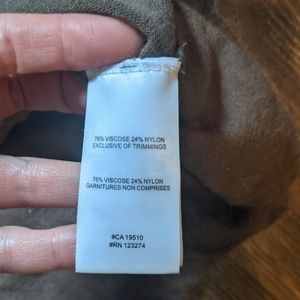 76% VISCOSE 24% NYLON
EXCLUSIVE OF TRIMMINGS
76% VISCOSE 24% NYLON
GARNITURES NON COMPRISES
#CA 19510
#RN 123274